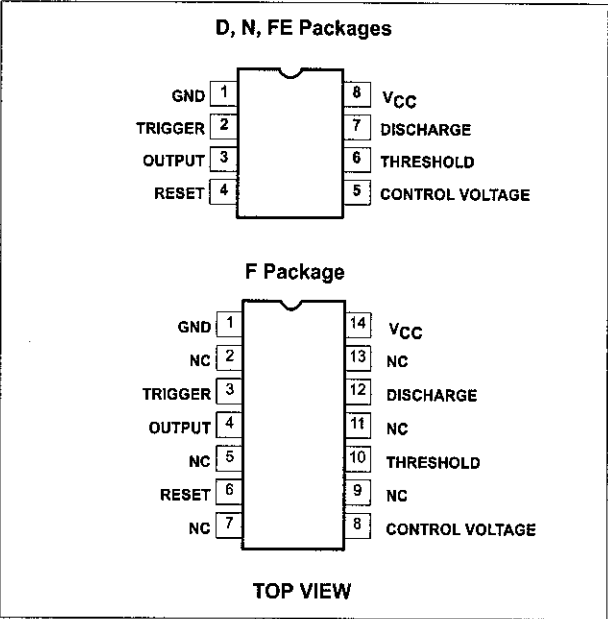 D, N, FE Packages
GND 1 8 VCC
TRIGGER 2 7 DISCHARGE
OUTPUT 3 6 THRESHOLD
RESET 4 5 CONTROL VOLTAGE
F Package
GND 1 14 VCC
NC 2 13 NC
TRIGGER 3 12 DISCHARGE
OUTPUT 4 11 NC
NC 5 10 THRESHOLD
RESET 6 9 NC
NC 7 8 CONTROL VOLTAGE
TOP VIEW